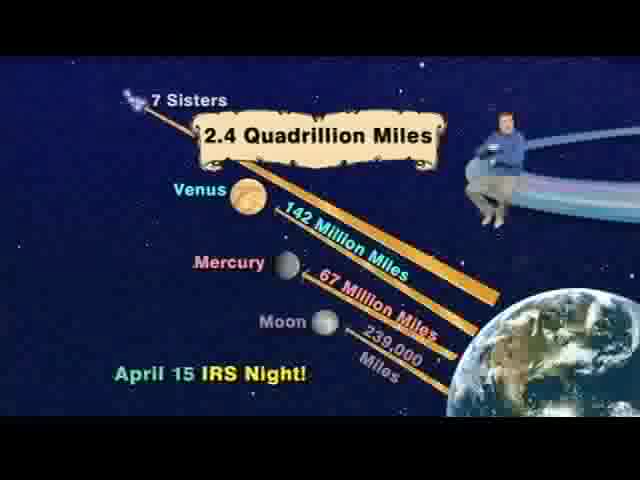 7 Sisters
2.4 Quadrillion Miles
Venus
142 Million Miles
Mercury
67 Million Miles
Moon
239,000
Miles
April 15 IRS Night!